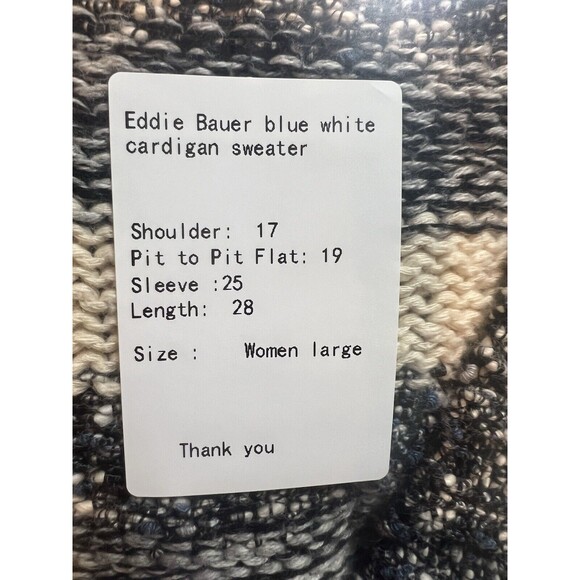 Eddie Bauer blue white
cardigan sweater
Shoulder: 17
Pit to Pit Flat: 19
Sleeve :25
Length: 28
Size : Women large
Thank you